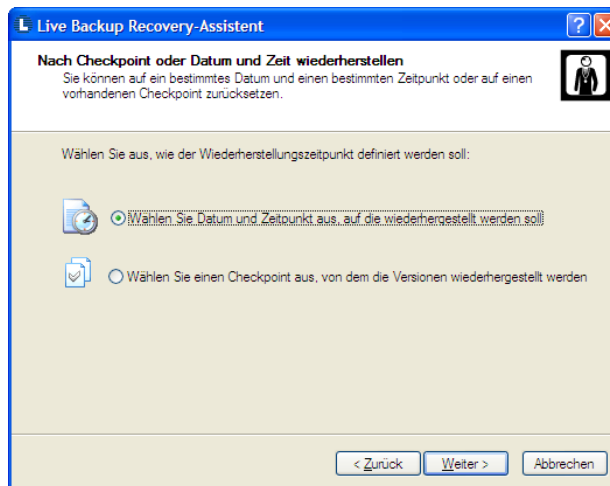 Live Backup Recovery-Assistent
Nach Checkpoint oder Datum und Zeit wiederherstellen
Sie können auf ein bestimmtes Datum und einen bestimmten Zeitpunkt oder auf einen
vorhandenen Checkpoint zurücksetzen.
Wählen Sie aus, wie der Wiederherstellungszeitpunkt definiert werden soll:
Wählen Sie Datum und Zeitpunkt aus, auf die wiederhergestellt werden soll
Wählen Sie einen Checkpoint aus, von dem die Versionen wiederhergestellt werden
< Zurück Weiter > Abbrechen